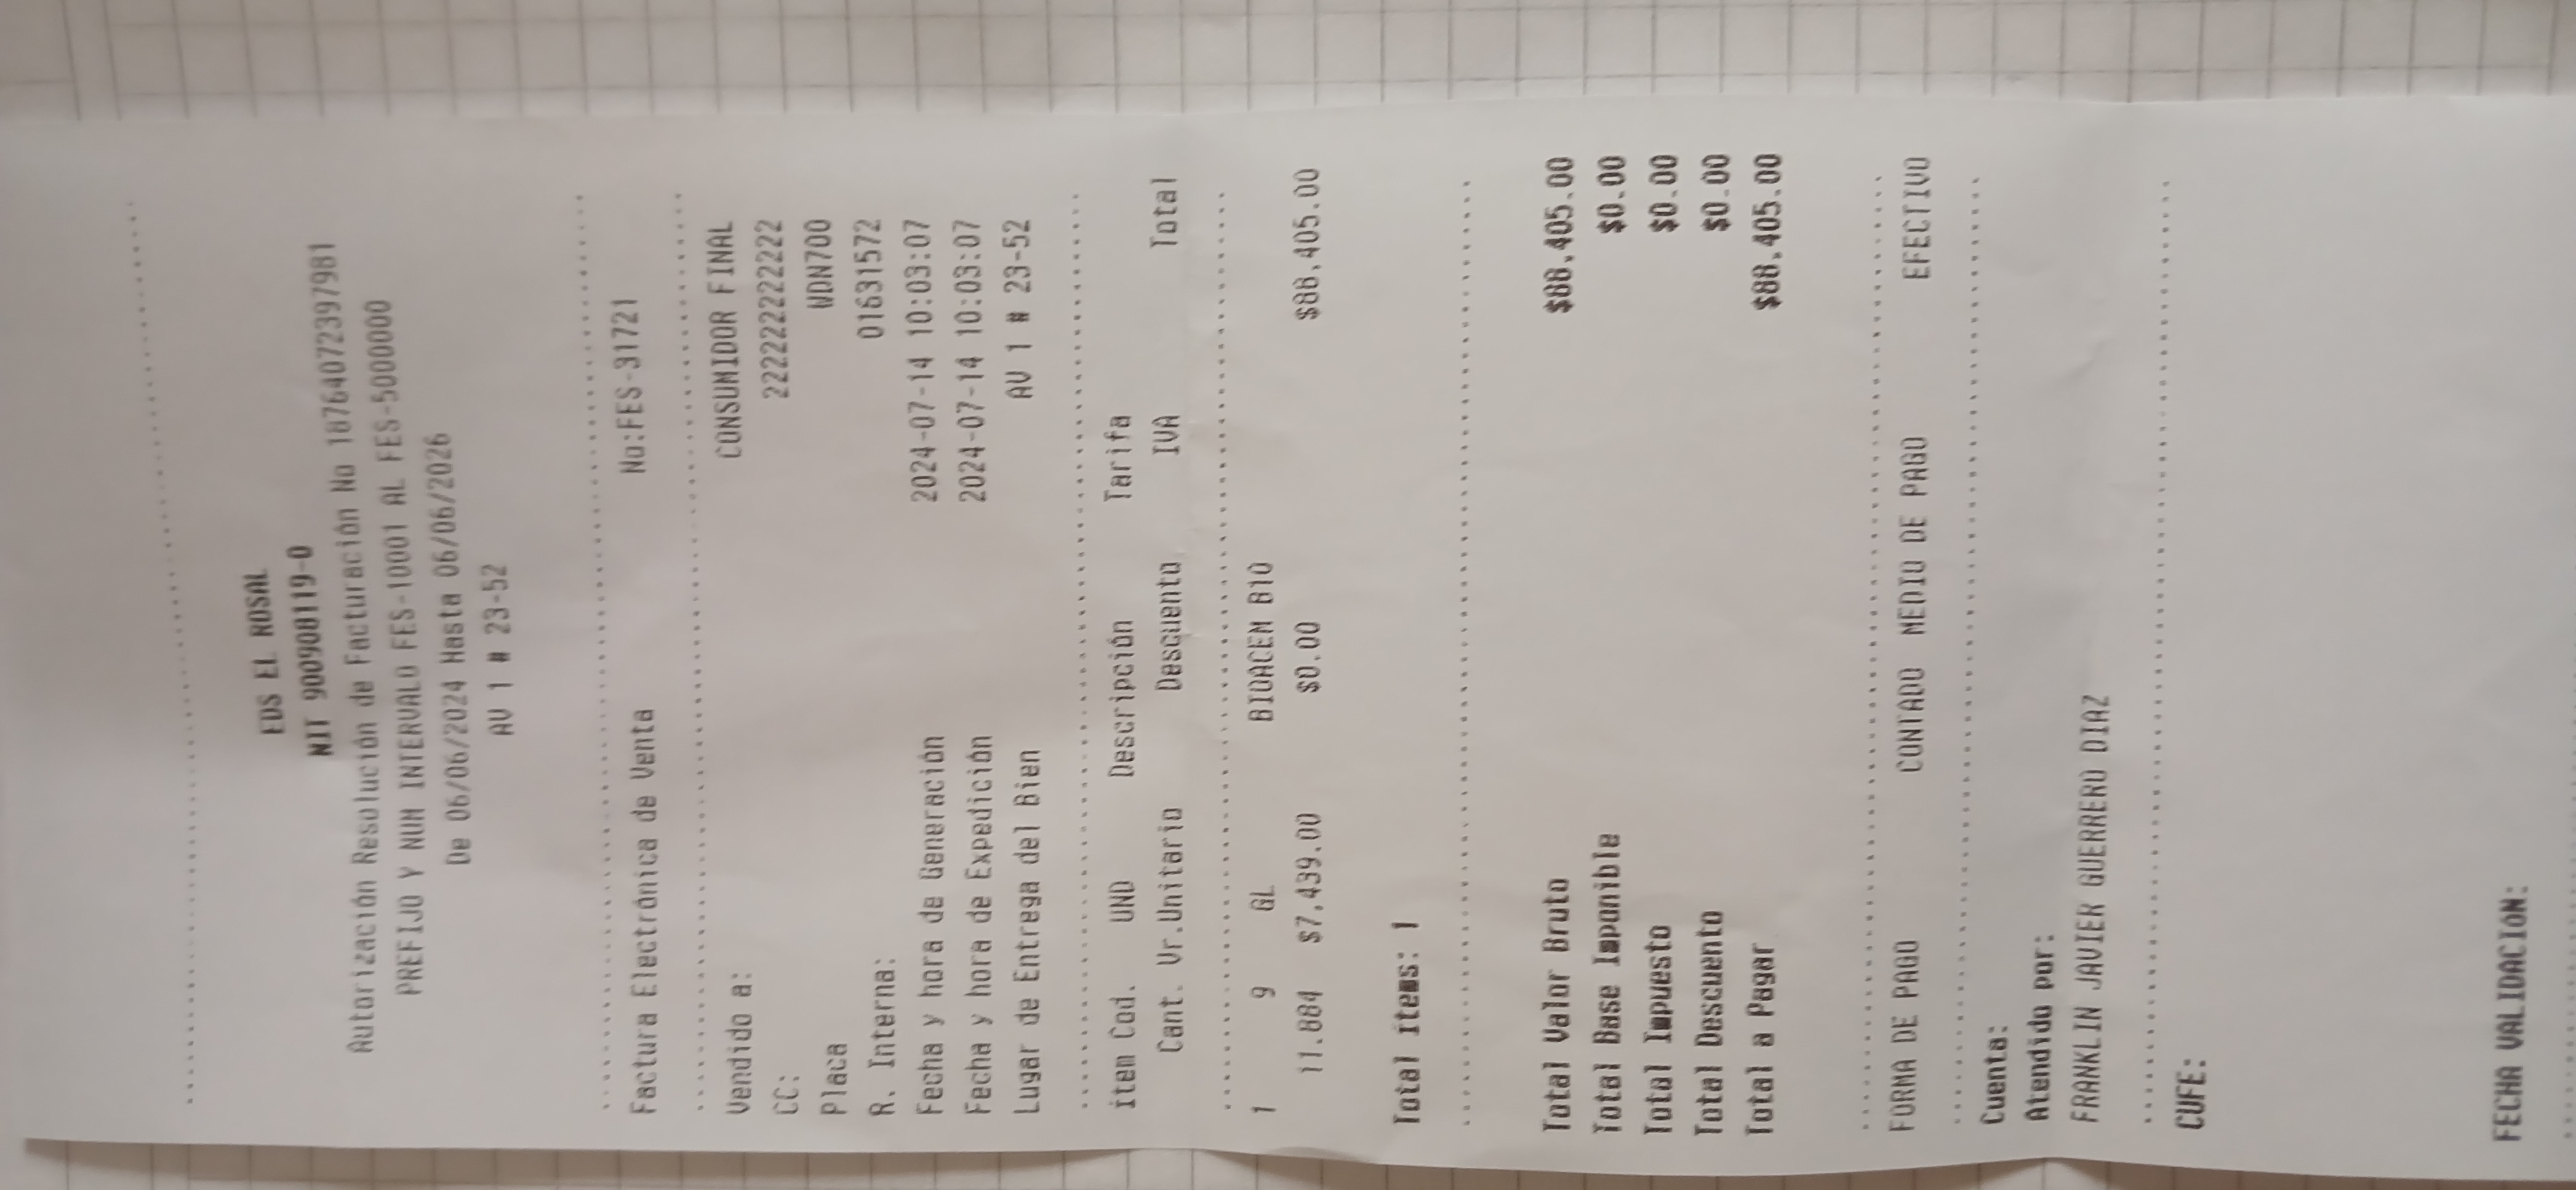 EDS EL ROSAL
NIT 900908119-0
Autorización Resolución de Facturación No 18764072397981
PREFIJO Y NUM INTERVALO FES-10001 AL FES-5000000
De 06/06/2024 Hasta 06/06/2026
AV 1 # 23-52
Factura Electrónica de Venta No:FES-31721
Vendido a: CONSUMIDOR FINAL
CC: 222222222222
Placa WDN700
R. Interna: 01631572
Fecha y hora de Generación 2024-07-14 10:03:07
Fecha y hora de Expedición 2024-07-14 10:03:07
Lugar de Entrega del Bien AV 1 # 23-52
Ítem Cod. UND Descripción Tarifa
Cant. Vr.Unitario Descuento IVA Total
1 9 GL BIOACEM B10
11.884 $7,439.00 $0.00 $88,405.00
Total ítems: 1
Total Valor Bruto $88,405.00
Total Base Imponible $0.00
Total Impuesto $0.00
Total Descuento $0.00
Total a Pagar $88,405.00
FORMA DE PAGO CONTADO MEDIO DE PAGO EFECTIVO
Cuenta:
Atendido por:
FRANKLIN JAVIER GUERRERO DIAZ
CUFE:
FECHA VALIDACIÓN: